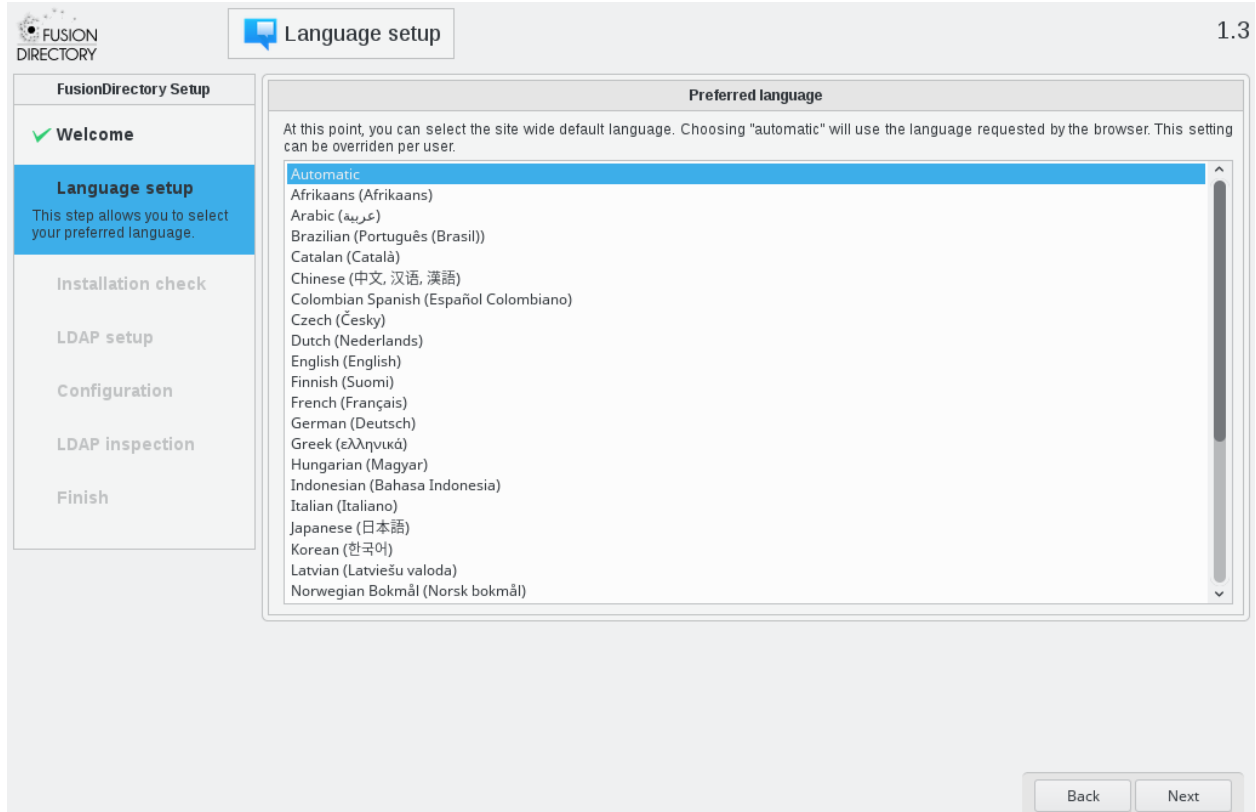 FUSION
DIRECTORY
Language setup
1.3
FusionDirectory Setup
Welcome
Language setup
This step allows you to select
your preferred language.
Installation check
LDAP setup
Configuration
LDAP inspection
Finish
Preferred language
At this point, you can select the site wide default language. Choosing "automatic" will use the language requested by the browser. This setting
can be overriden per user.
Automatic
Afrikaans (Afrikaans)
Arabic (عربية)
Brazilian (Português (Brasil))
Catalan (Català)
Chinese (中文, 汉语, 漢語)
Colombian Spanish (Español Colombiano)
Czech (Česky)
Dutch (Nederlands)
English (English)
Finnish (Suomi)
French (Français)
German (Deutsch)
Greek (ελληνικά)
Hungarian (Magyar)
Indonesian (Bahasa Indonesia)
Italian (Italiano)
Japanese (日本語)
Korean (한국어)
Latvian (Latviešu valoda)
Norwegian Bokmål (Norsk bokmål)
Back
Next